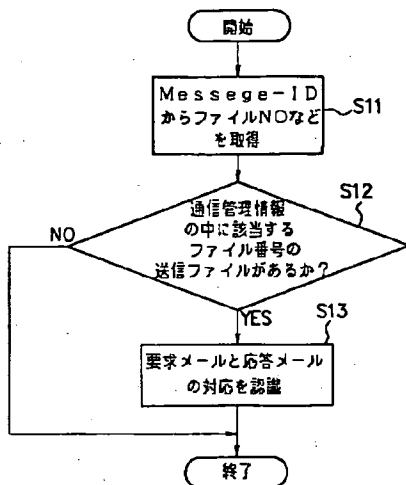 開始
Messege-ID
からファイルNOなど
を取得
S11
S12
通信管理情報
の中に該当する
ファイル番号の
送信ファイルがあるか?
NO
YES
S13
要求メールと応答メール
の対応を認識
終了